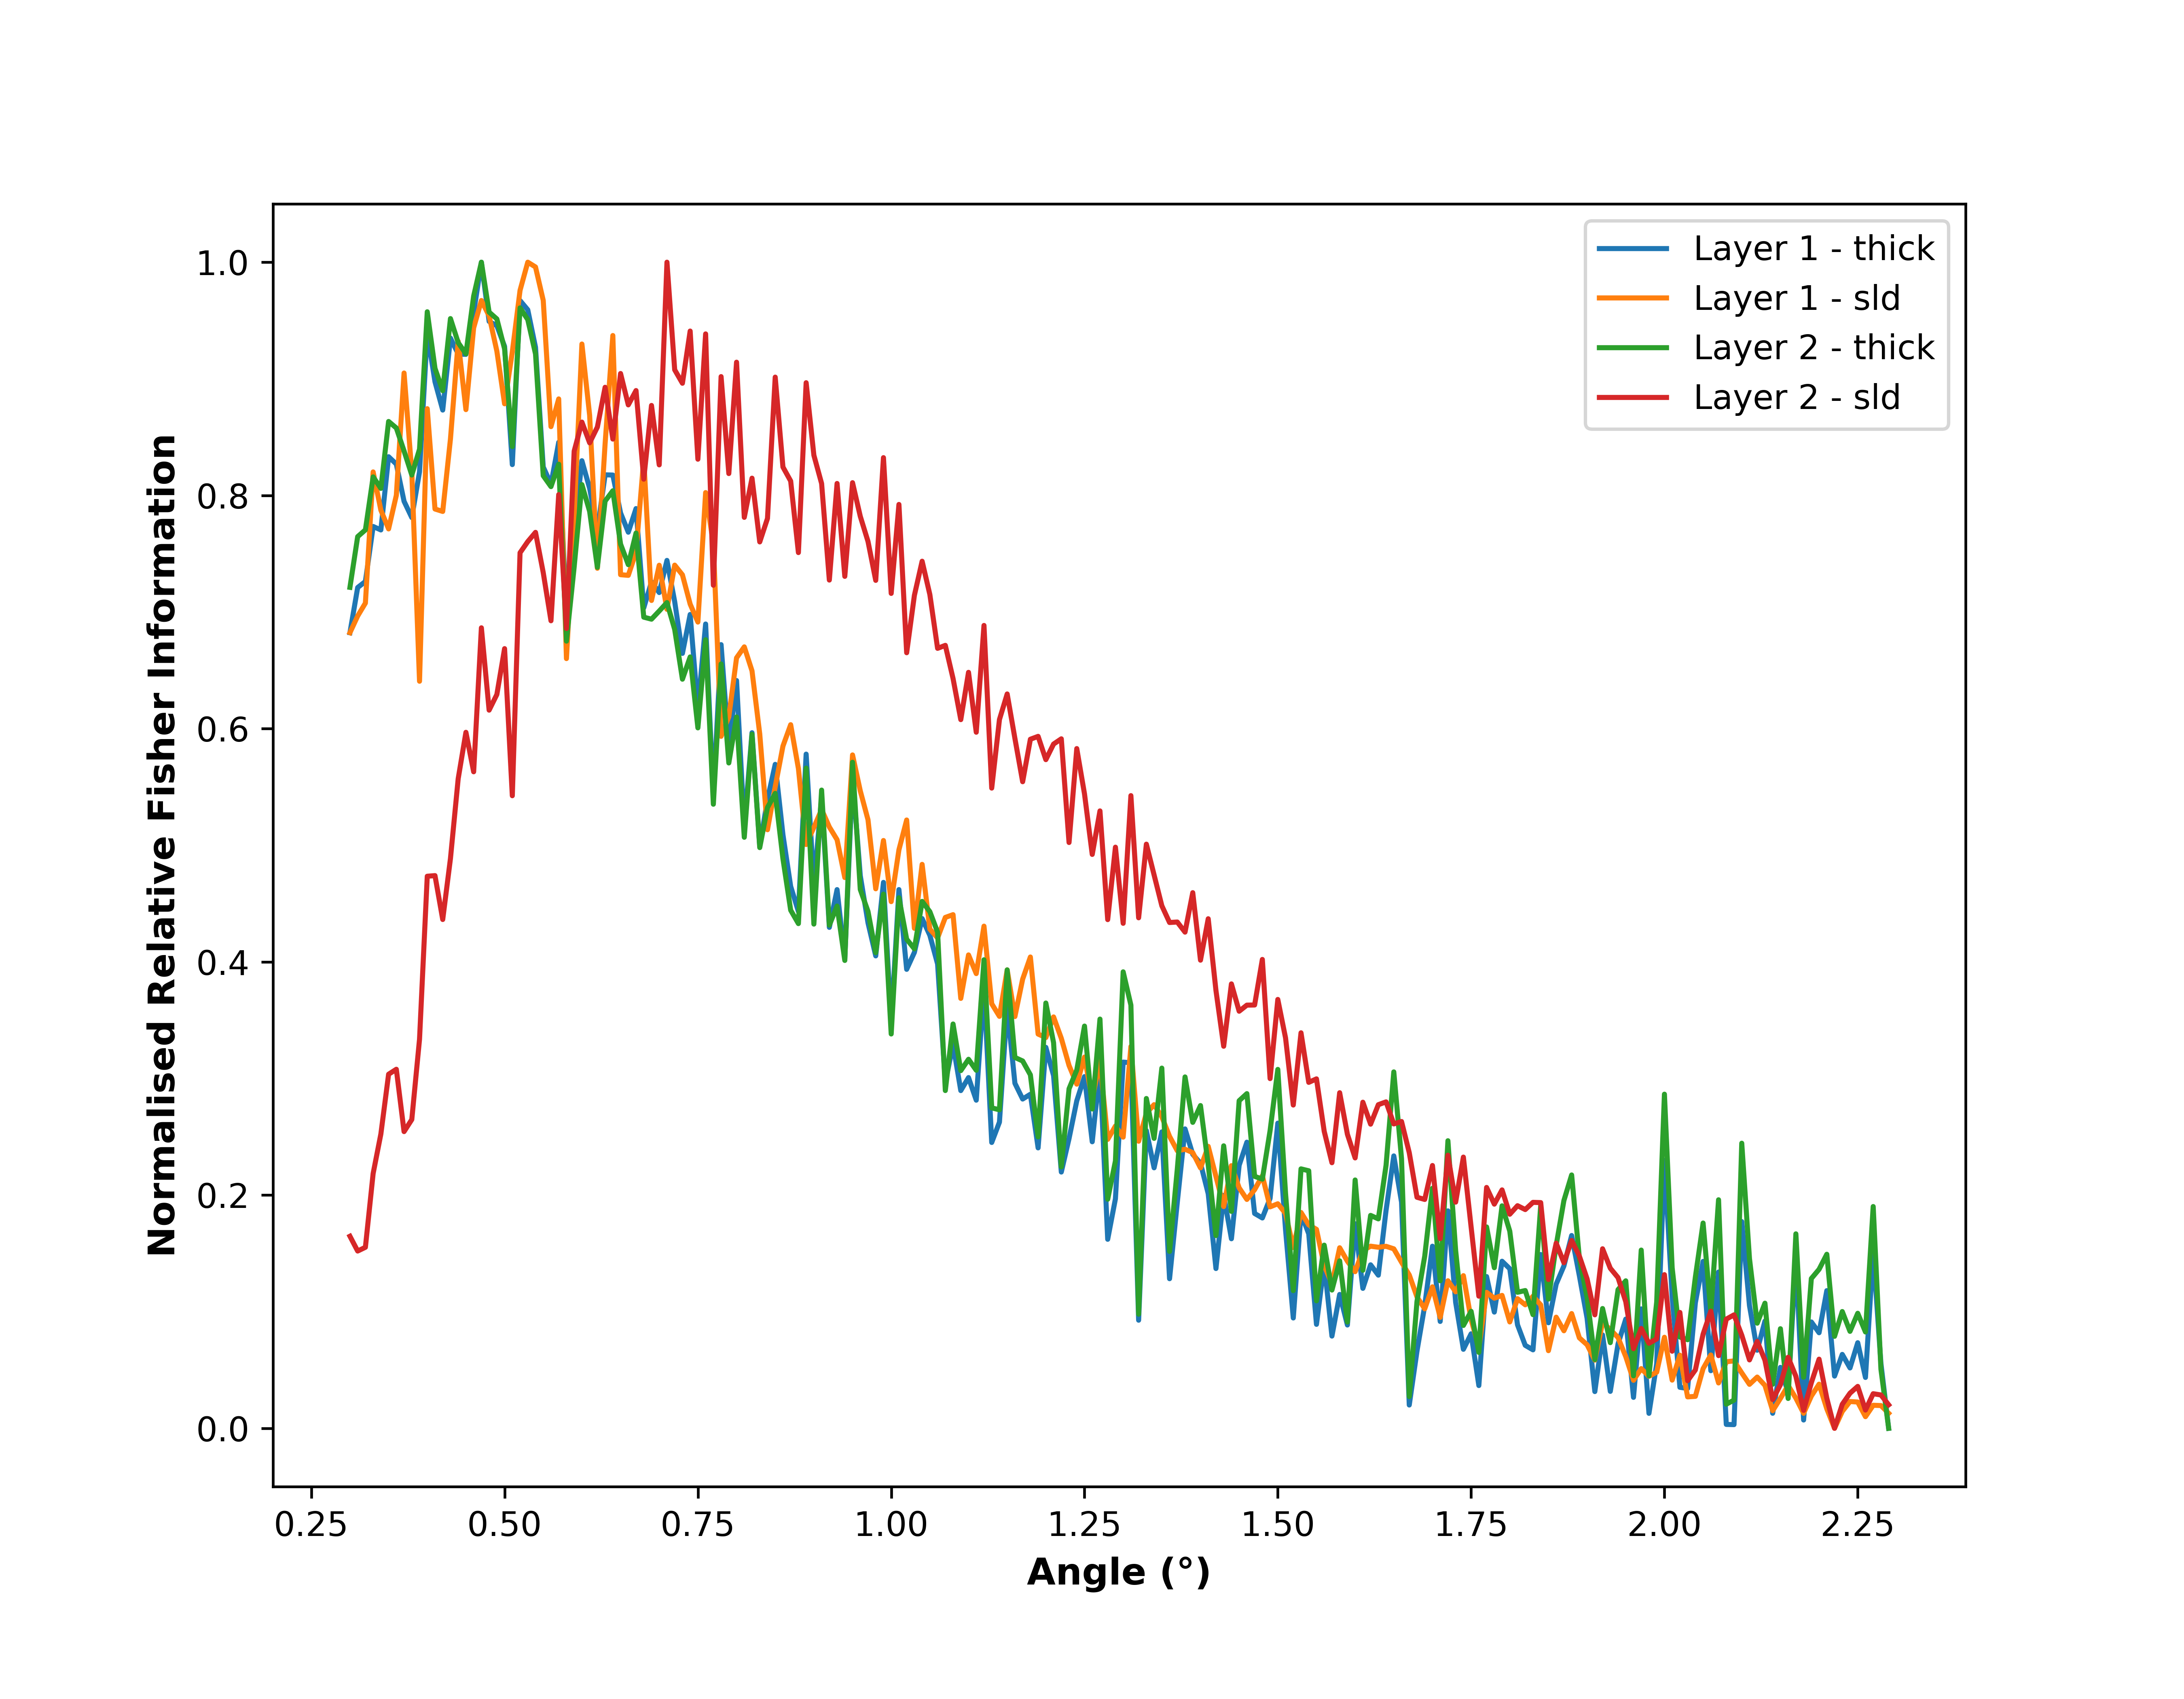 Layer 1 - thick
Layer 1 - sld
Layer 2 - thick
Layer 2 - sld
Normalised Relative Fisher Information
1.0
0.8
0.6
0.4
0.2
0.0
0.25 0.50 0.75 1.00 1.25 1.50 1.75 2.00 2.25
Angle (°)